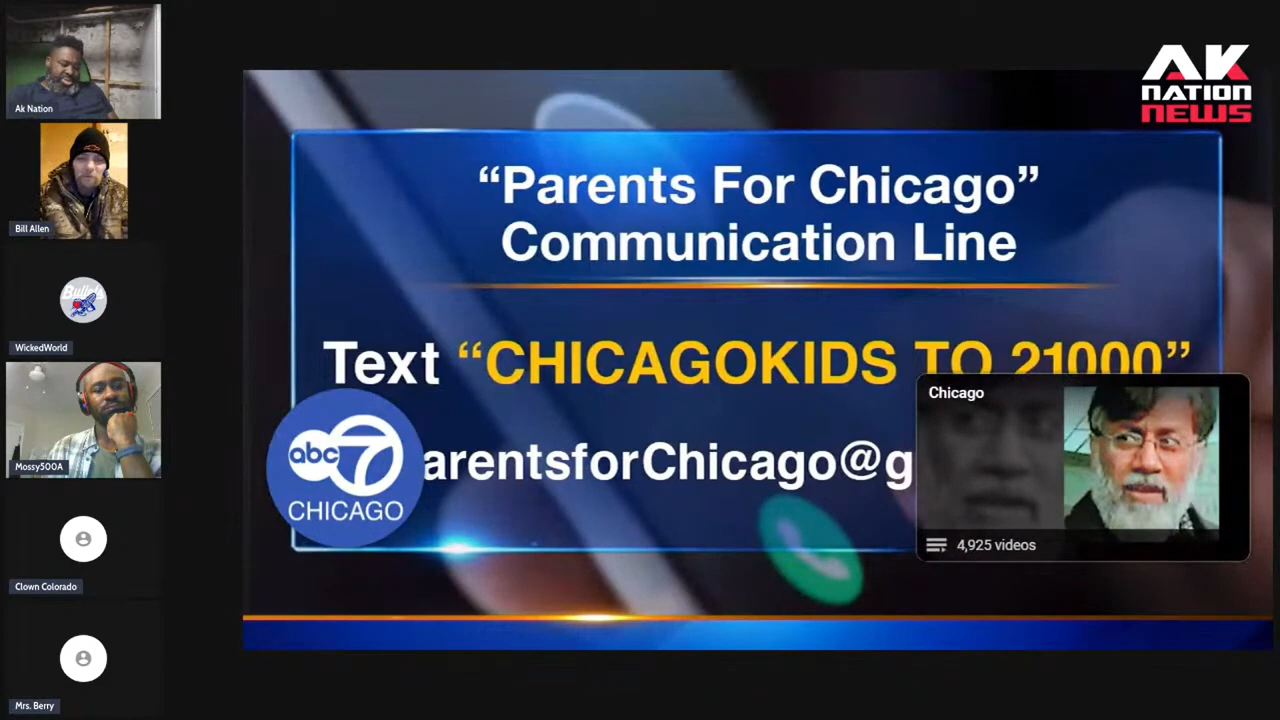 Ak Nation
Bill Allen
Bullets
WickedWorld
Mossy500A
Clown Colorado
Mrs. Berry
AK
NATION
NEWS
“Parents For Chicago”
Communication Line
Text “CHICAGOKIDS TO 21000”
arentsforChicago@g
abc7
CHICAGO
Chicago
4,925 videos